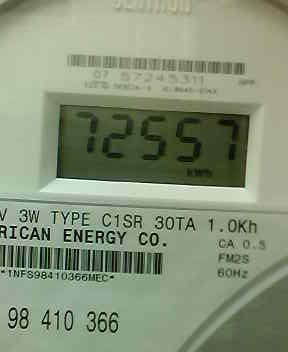 07 57245311
72557
kWh
V 3W TYPE C1SR 30TA 1.0Kh
RICAN ENERGY CO.
CA 0.5
FM2S
60Hz
*1NFS98410366MEC*
98 410 366